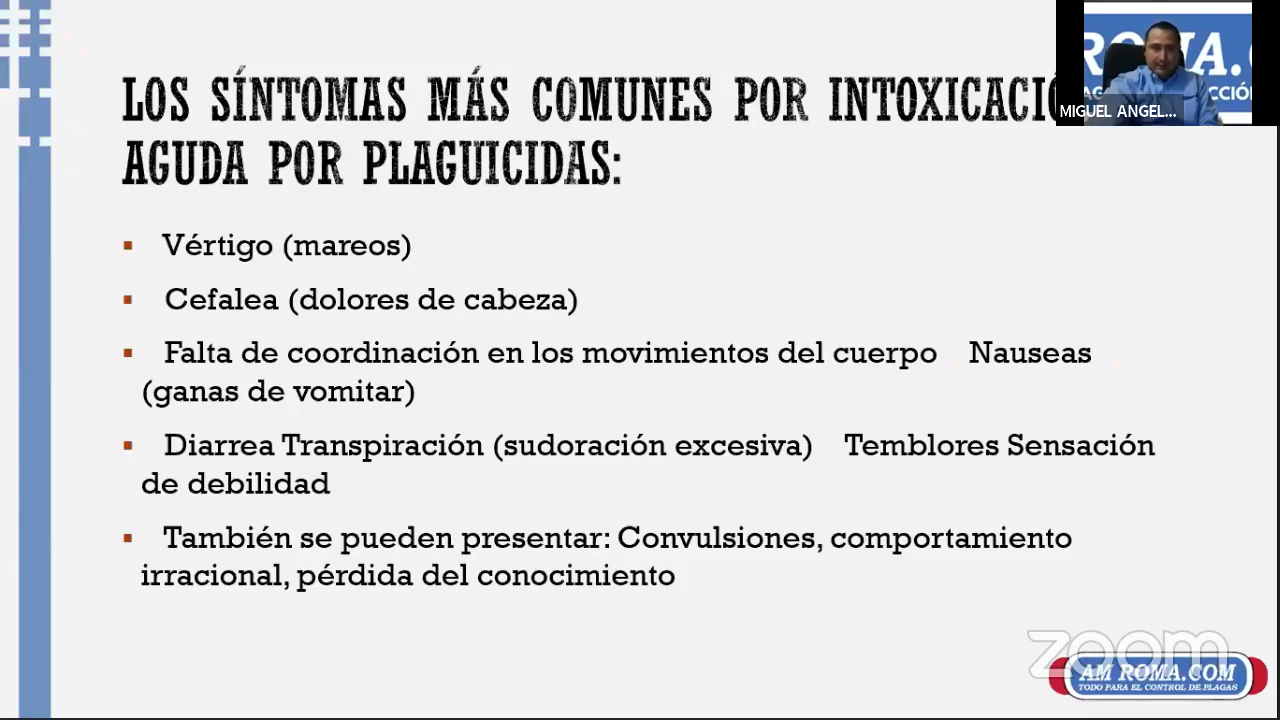 LOS SÍNTOMAS MÁS COMUNES POR INTOXICACIÓ
AGUDA POR PLAGUICIDAS:
MIGUEL ANGEL...
▪ Vértigo (mareos)
▪ Cefalea (dolores de cabeza)
▪ Falta de coordinación en los movimientos del cuerpo Nauseas
(ganas de vomitar)
▪ Diarrea Transpiración (sudoración excesiva) Temblores Sensación
de debilidad
▪ También se pueden presentar: Convulsiones, comportamiento
irracional, pérdida del conocimiento
zoom
AM ROMA.COM
TODO PARA EL CONTROL DE PLAGAS